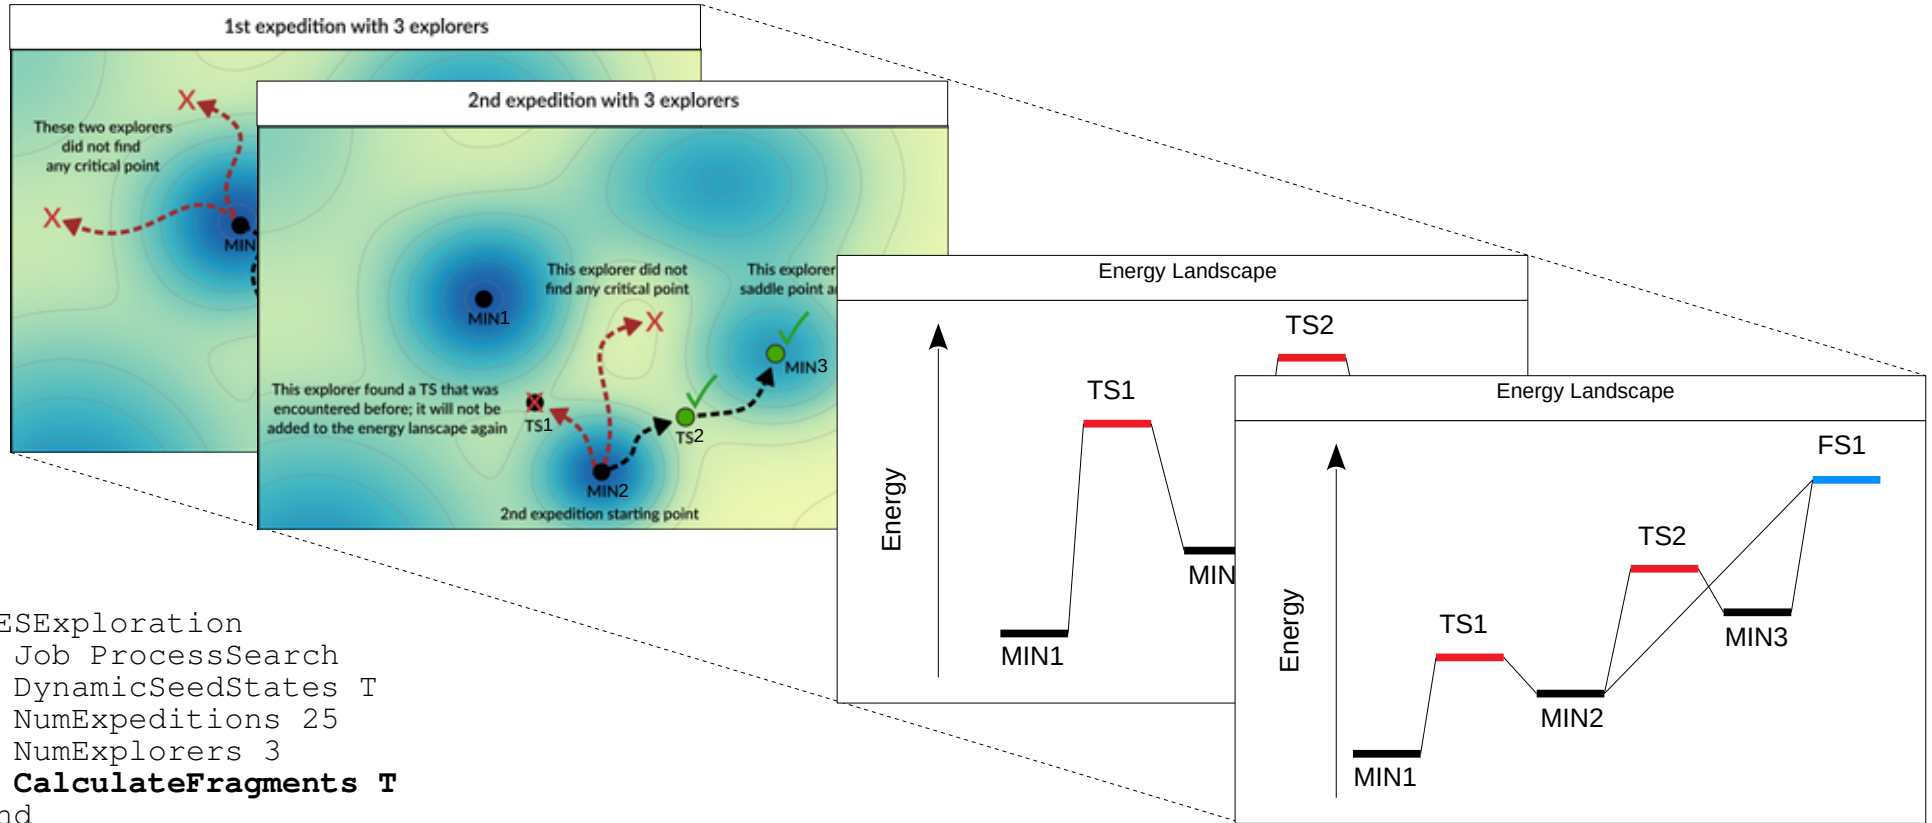 1st expedition with 3 explorers
These two explorers
did not find
any critical point
X
X
MIN
2nd expedition with 3 explorers
This explorer did not
find any critical point
This explorer
saddle point a
MIN1
X
MIN3
This explorer found a TS that was
encountered before; it will not be
added to the energy lanscape again
TS1
TS2
MIN2
2nd expedition starting point
Energy Landscape
Energy
TS1
TS2
MIN1
MIN
Energy Landscape
Energy
FS1
TS2
TS1
MIN3
MIN2
MIN1
ESExploration
Job ProcessSearch
DynamicSeedStates T
NumExpeditions 25
NumExplorers 3
CalculateFragments T
nd